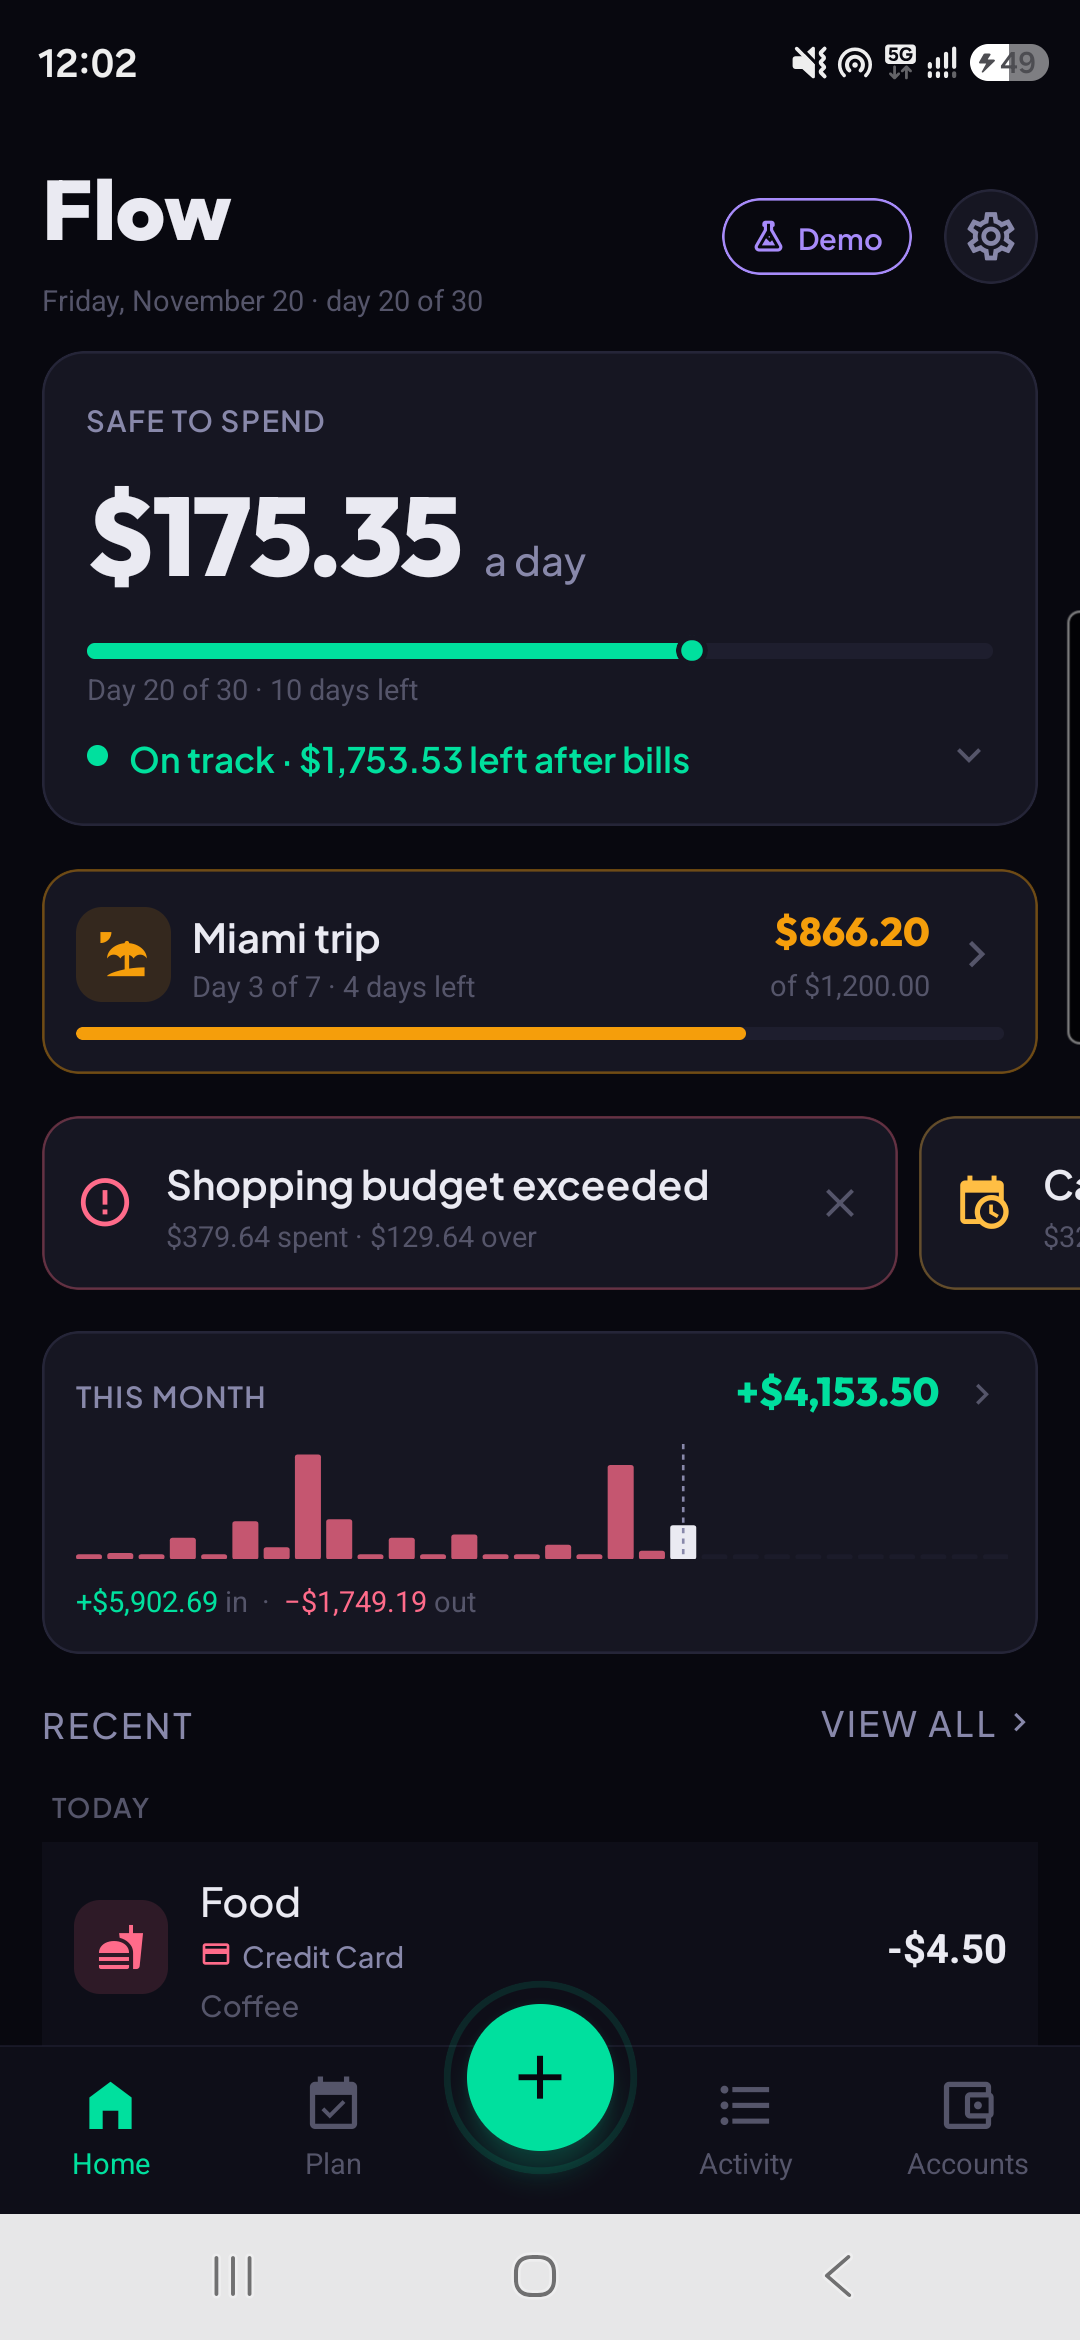 12:02
5G
49
Flow
Demo
Friday, November 20 · day 20 of 30
SAFE TO SPEND
$175.35 a day
Day 20 of 30 · 10 days left
On track · $1,753.53 left after bills
Miami trip
$866.20
Day 3 of 7 · 4 days left
of $1,200.00
Shopping budget exceeded
$379.64 spent · $129.64 over
THIS MONTH
+$4,153.50
+$5,902.69 in · −$1,749.19 out
RECENT
VIEW ALL
TODAY
Food
Credit Card
-$4.50
Coffee
Home
Plan
Activity
Accounts